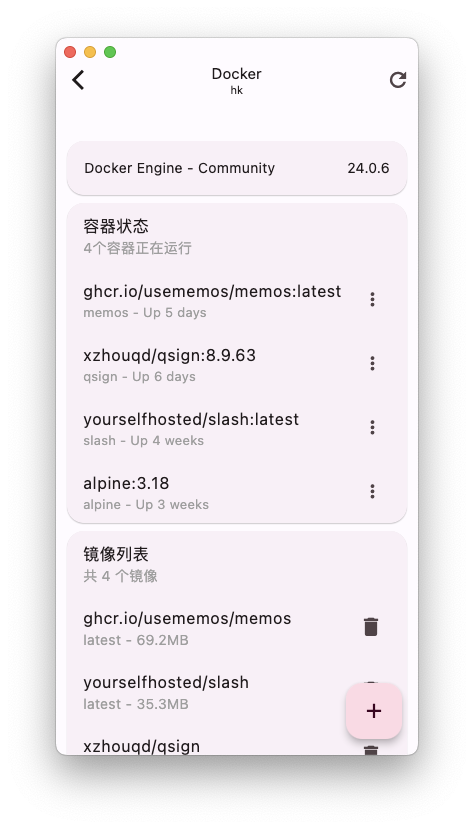 Docker
hk
Docker Engine - Community 24.0.6
容器状态
4个容器正在运行
ghcr.io/usememos/memos:latest
memos - Up 5 days
xzhouqd/qsign:8.9.63
qsign - Up 6 days
yourselfhosted/slash:latest
slash - Up 4 weeks
alpine:3.18
alpine - Up 3 weeks
镜像列表
共 4 个镜像
ghcr.io/usememos/memos
latest - 69.2MB
yourselfhosted/slash
latest - 35.3MB
xzhouqd/qsign